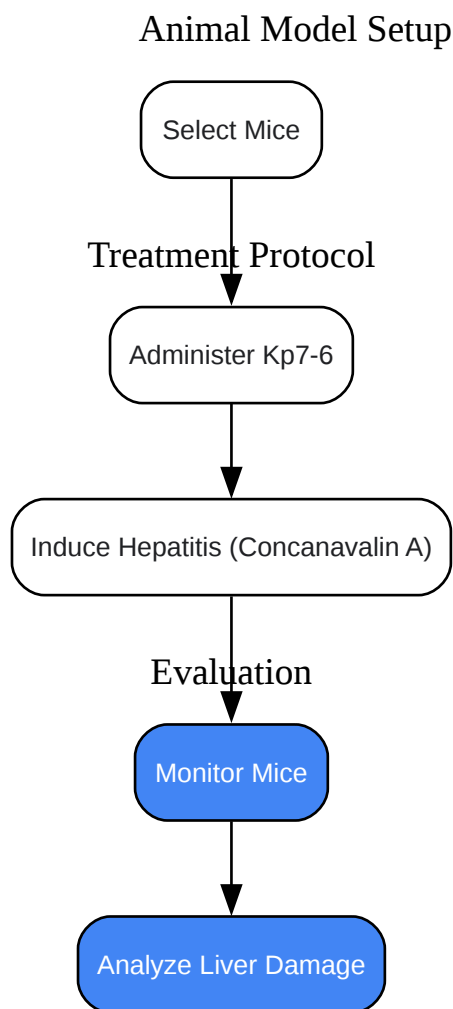 Animal Model Setup
Select Mice
Treatment Protocol
Administer Kp7-6
Induce Hepatitis (Concanavalin A)
Evaluation
Monitor Mice
Analyze Liver Damage